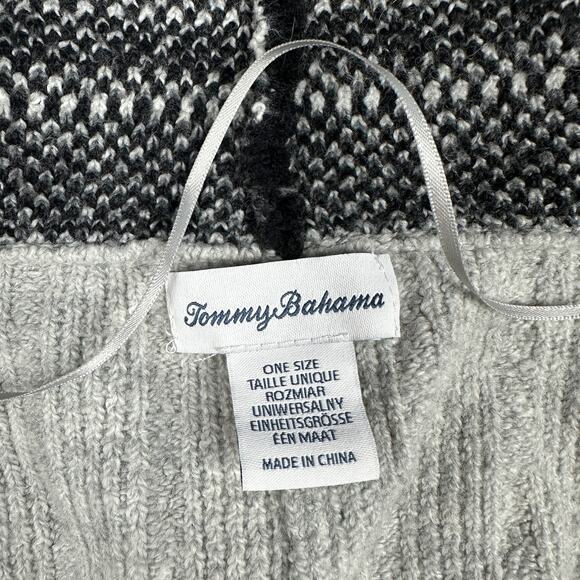 Tommy Bahama
ONE SIZE
TAILLE UNIQUE
ROZMIAR
UNIWERSALNY
EINHEITSGRÖSSE
ÉÉN MAAT
MADE IN CHINA